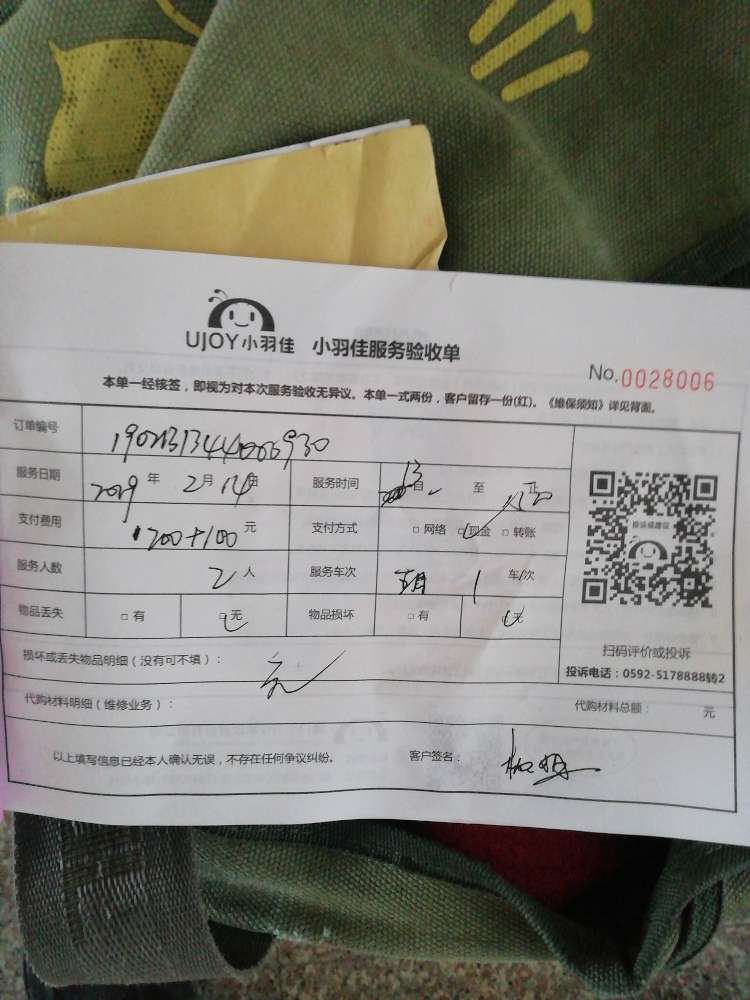 UJOY小羽佳 小羽佳服务验收单
No.0028006
本单一经核签，即视为对本次服务验收无异议。本单一式两份，客户留存一份(红)。《维保须知》详见背面。
订单编号
服务日期 2019年 2月14日 服务时间 13 自 至
支付费用 1200+100元 支付方式 □网络 □现金 □转账
服务人数 2人 服务车次 1 车/次
物品丢失 □有 □无 物品损坏 □有 □无
投诉或建议
扫码评价或投诉
投诉电话：0592-5178888转2
损坏或丢失物品明细（没有可不填）： 无
代购材料明细（维修业务）： 代购材料总额： 元
以上填写信息已经本人确认无误，不存在任何争议纠纷。 客户签名：